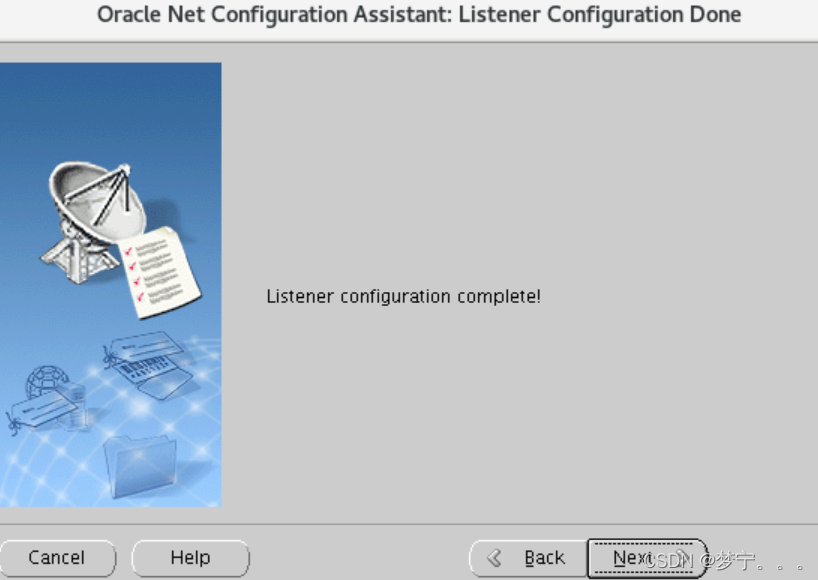 Oracle Net Configuration Assistant: Listener Configuration Done
Listener configuration complete!
Cancel
Help
Back
Next
CSDN @梦宁。。。